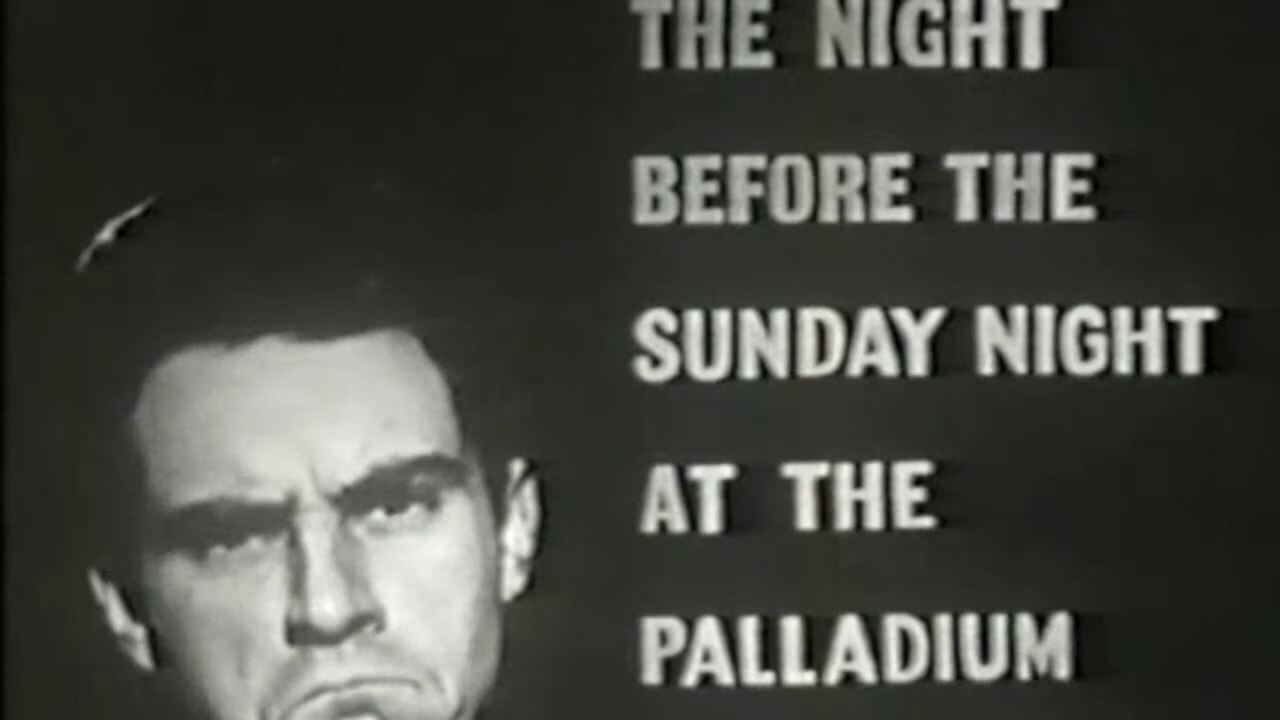 THE NIGHT
BEFORE THE
SUNDAY NIGHT
AT THE
PALLADIUM